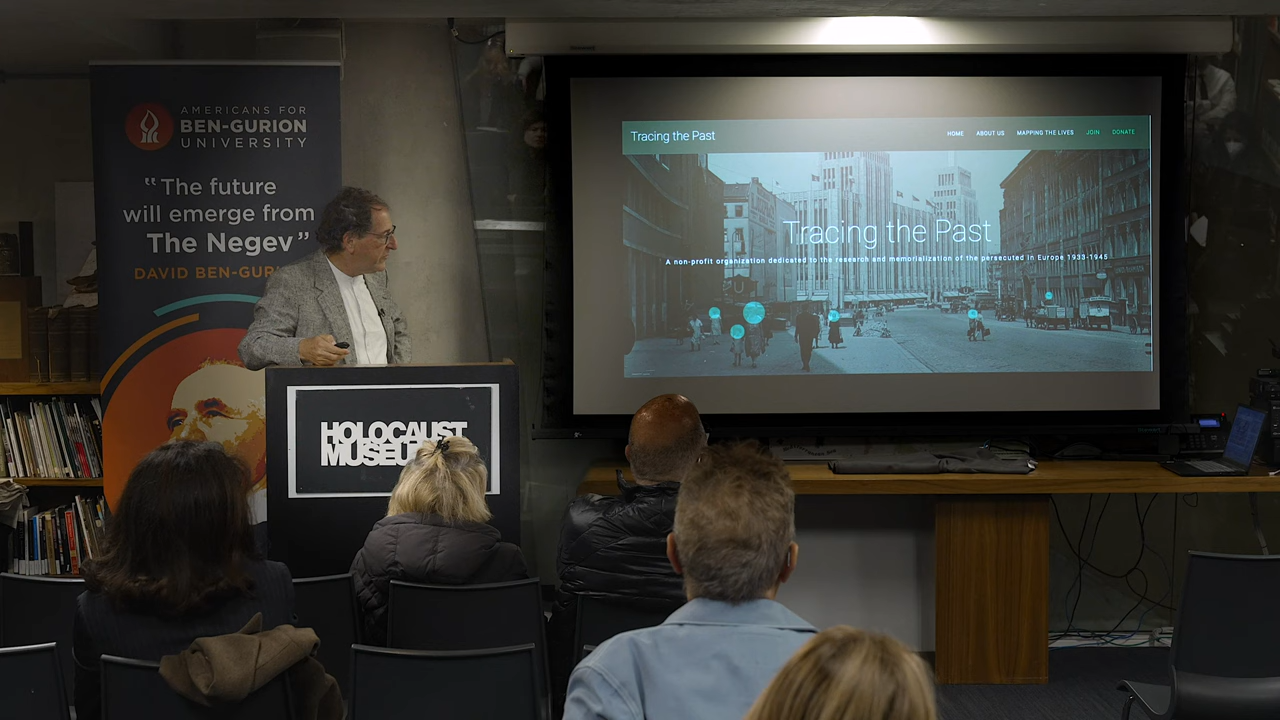 AMERICANS FOR
BEN-GURION
UNIVERSITY
"The future
will emerge from
The Negev"
DAVID BEN-GUR
HOLOCAUST
MUSEU
Tracing the Past
HOME ABOUT US MAPPING THE LIVES JOIN DONATE
Tracing the Past
A non-profit organization dedicated to the research and memorialization of the persecuted in Europe 1933-1945